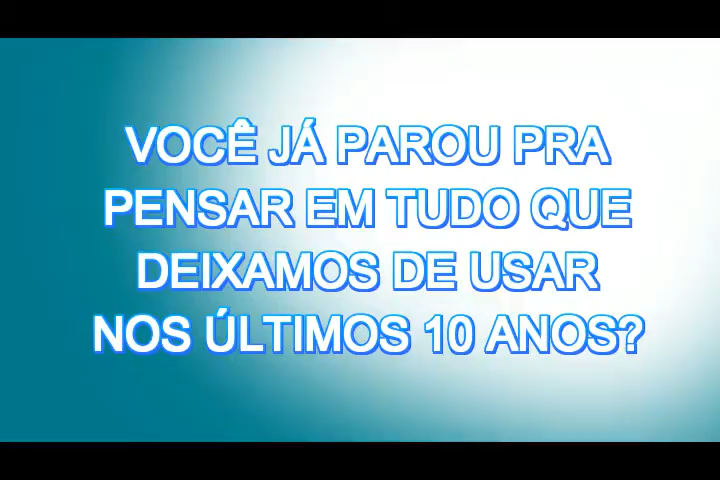 VOCÊ JÁ PAROU PRA
PENSAR EM TUDO QUE
DEIXAMOS DE USAR
NOS ÚLTIMOS 10 ANOS?